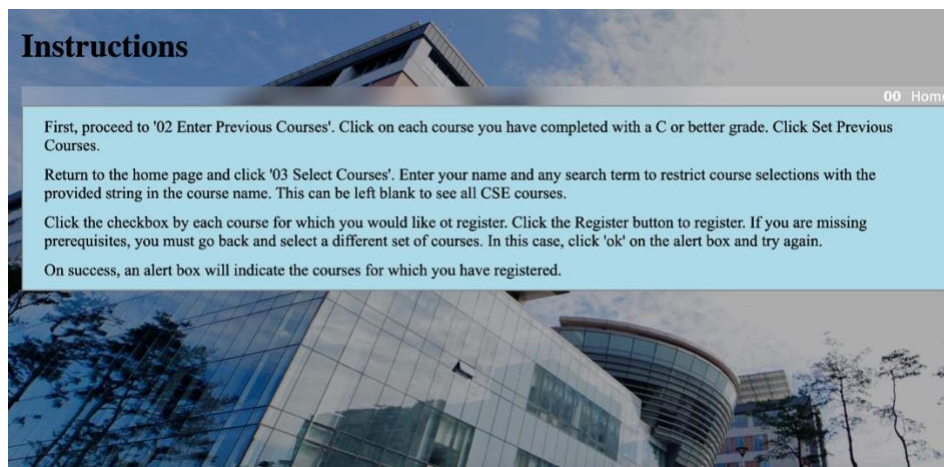 Instructions
00 Home
First, proceed to '02 Enter Previous Courses'. Click on each course you have completed with a C or better grade. Click Set Previous
Courses.
Return to the home page and click '03 Select Courses'. Enter your name and any search term to restrict course selections with the
provided string in the course name. This can be left blank to see all CSE courses.
Click the checkbox by each course for which you would like ot register. Click the Register button to register. If you are missing
prerequisites, you must go back and select a different set of courses. In this case, click 'ok' on the alert box and try again.
On success, an alert box will indicate the courses for which you have registered.